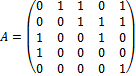 A = 
0 1 1 0 1
0 0 1 1 1
1 0 0 1 0
1 0 0 0 0
0 0 0 0 1